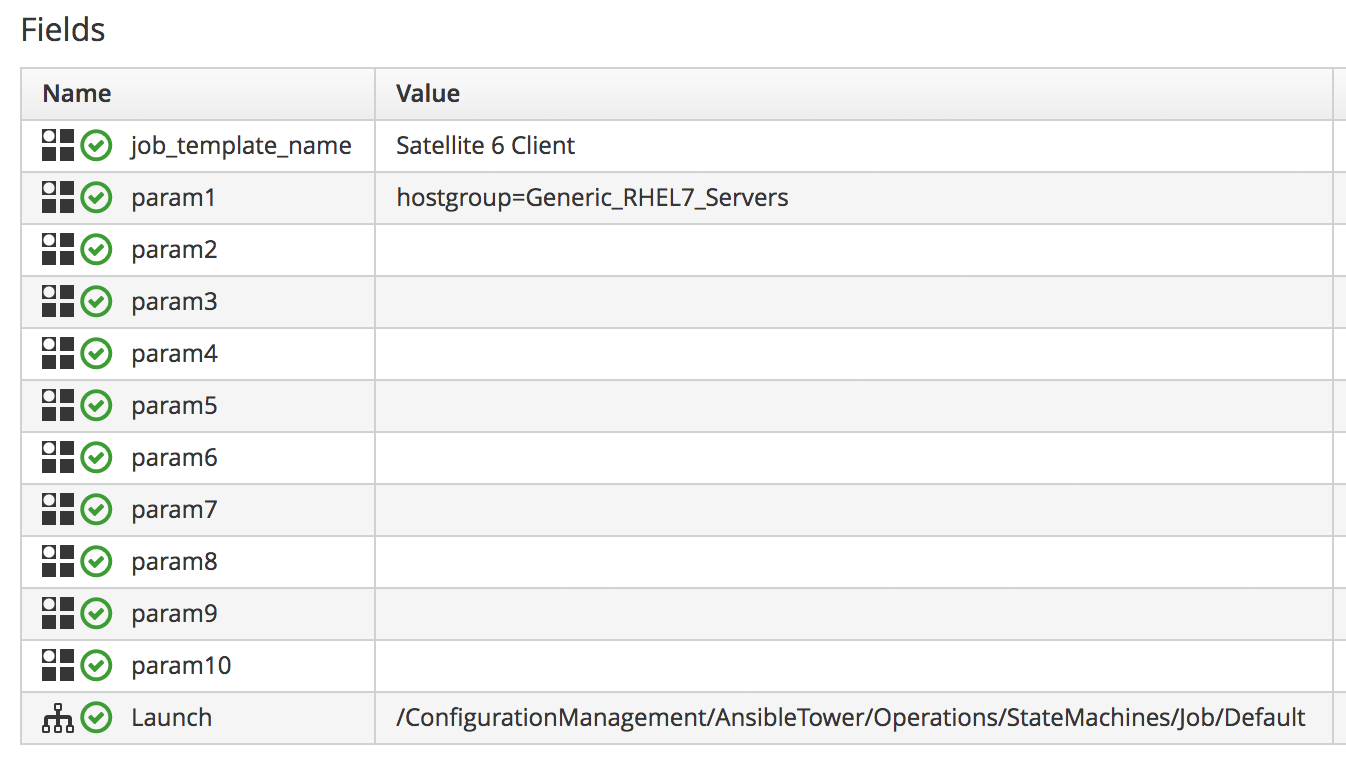 Fields
Name Value
job_template_name Satellite 6 Client
param1 hostgroup=Generic_RHEL7_Servers
param2
param3
param4
param5
param6
param7
param8
param9
param10
Launch /ConfigurationManagement/AnsibleTower/Operations/StateMachines/Job/Default